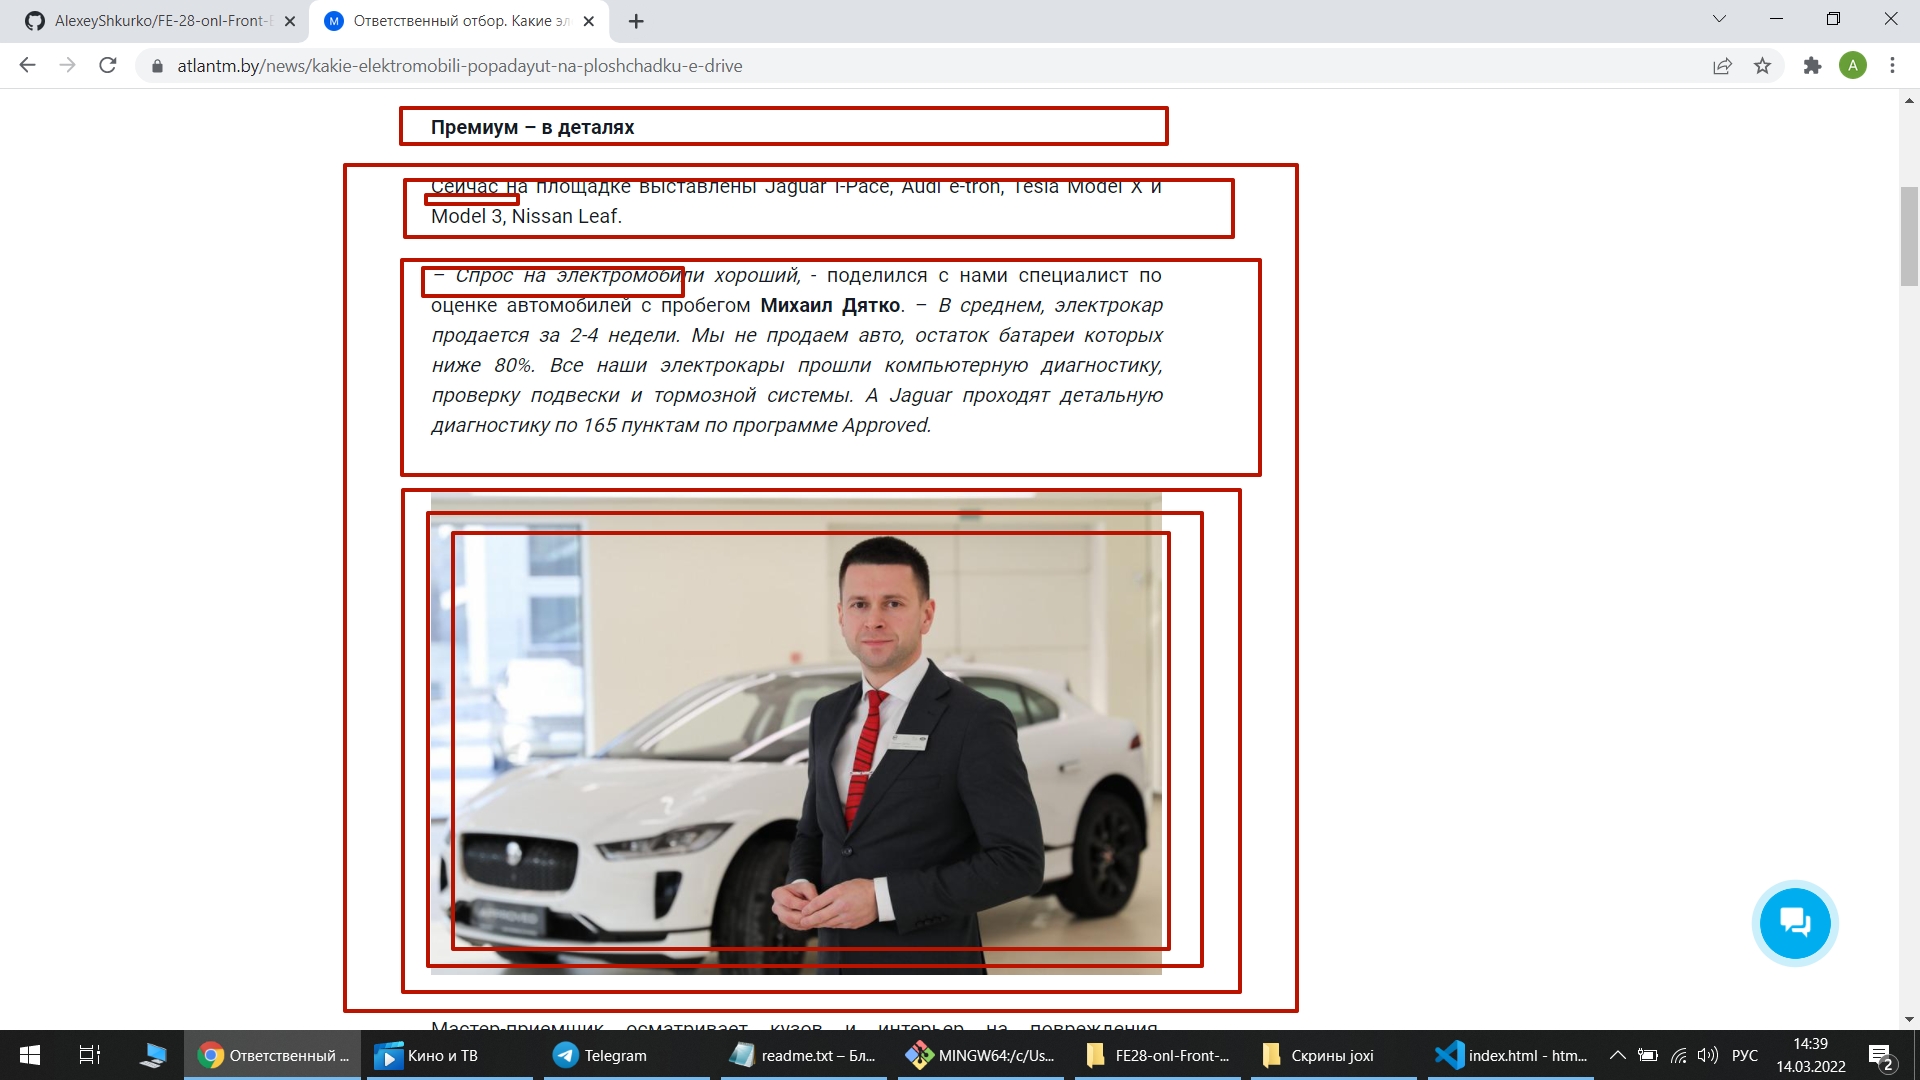 AlexeyShkurko/FE-28-onl-Front-E
Ответственный отбор. Какие эл
atlantm.by/news/kakie-elektromobili-popadayut-na-ploshchadku-e-drive
A
Премиум – в деталях
Сейчас на площадке выставлены Jaguar I-Pace, Audi e-tron, Tesla Model X и
Model 3, Nissan Leaf.
– Спрос на электромобили хороший, - поделился с нами специалист по
оценке автомобилей с пробегом Михаил Дятко. – В среднем, электрокар
продается за 2-4 недели. Мы не продаем авто, остаток батареи которых
ниже 80%. Все наши электрокары прошли компьютерную диагностику,
проверку подвески и тормозной системы. А Jaguar проходят детальную
диагностику по 165 пунктам по программе Approved.
APPROVED
Мастер-приемщик осматривает кузов и интерьер на повреждения,
Ответственный ...
Кино и ТВ
Telegram
readme.txt – Бл...
MINGW64:/c/Us...
FE28-onl-Front-...
Скрины joxi
index.html - htm...
РУС
14:39
14.03.2022
2